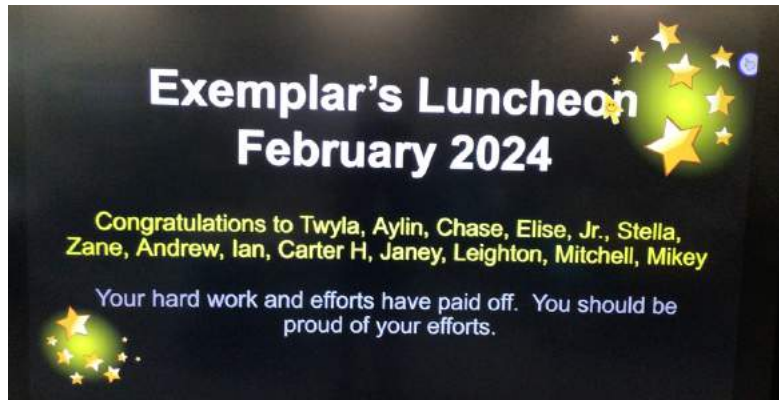 Exemplar's Luncheon
February 2024
Congratulations to Twyla, Aylin, Chase, Elise, Jr., Stella,
Zane, Andrew, Ian, Carter H, Janey, Leighton, Mitchell, Mikey
Your hard work and efforts have paid off.  You should be
proud of your efforts.